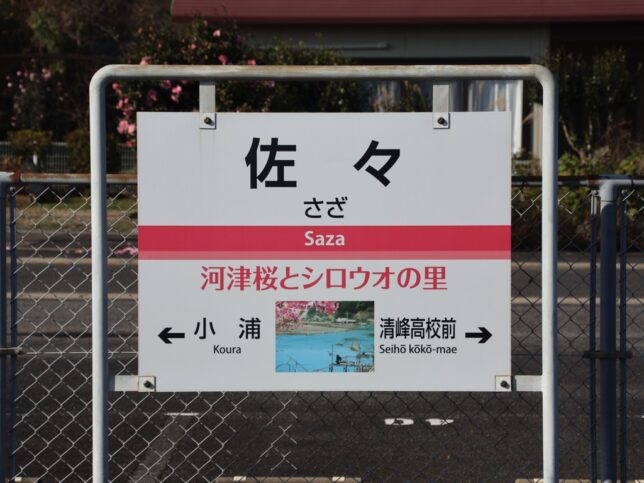 佐々
さざ
Saza
河津桜とシロウオの里
← 小浦 清峰高校前 →
Koura Seihō kōkō-mae